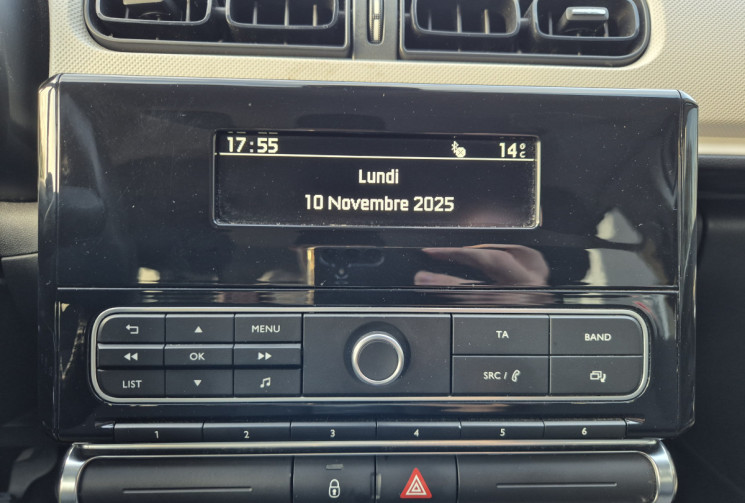 17:55 14°C
Lundi
10 Novembre 2025
MENU TA BAND
OK
LIST SRC/
1 2 3 4 5 6